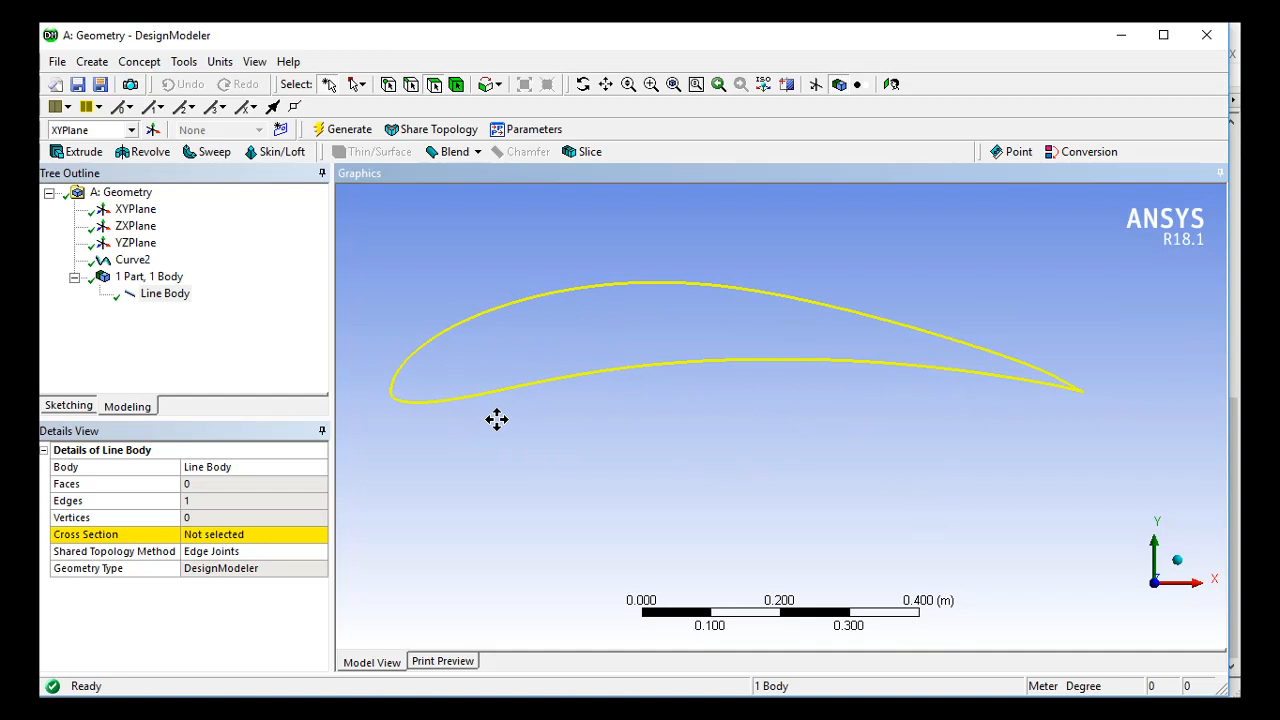 A: Geometry - DesignModeler
File Create Concept Tools Units View Help
Undo Redo Select: ISO
XYPlane None Generate Share Topology Parameters
Extrude Revolve Sweep Skin/Loft Thin/Surface Blend Chamfer Slice Point Conversion
Tree Outline
A: Geometry
XYPlane
ZXPlane
YZPlane
Curve2
1 Part, 1 Body
Line Body
Sketching Modeling
Details View
Details of Line Body
Body Line Body
Faces 0
Edges 1
Vertices 0
Cross Section Not selected
Shared Topology Method Edge Joints
Geometry Type DesignModeler
Graphics
ANSYS
R18.1
Y
X
0.000 0.200 0.400 (m)
0.100 0.300
Model View Print Preview
Ready 1 Body Meter Degree 0 0